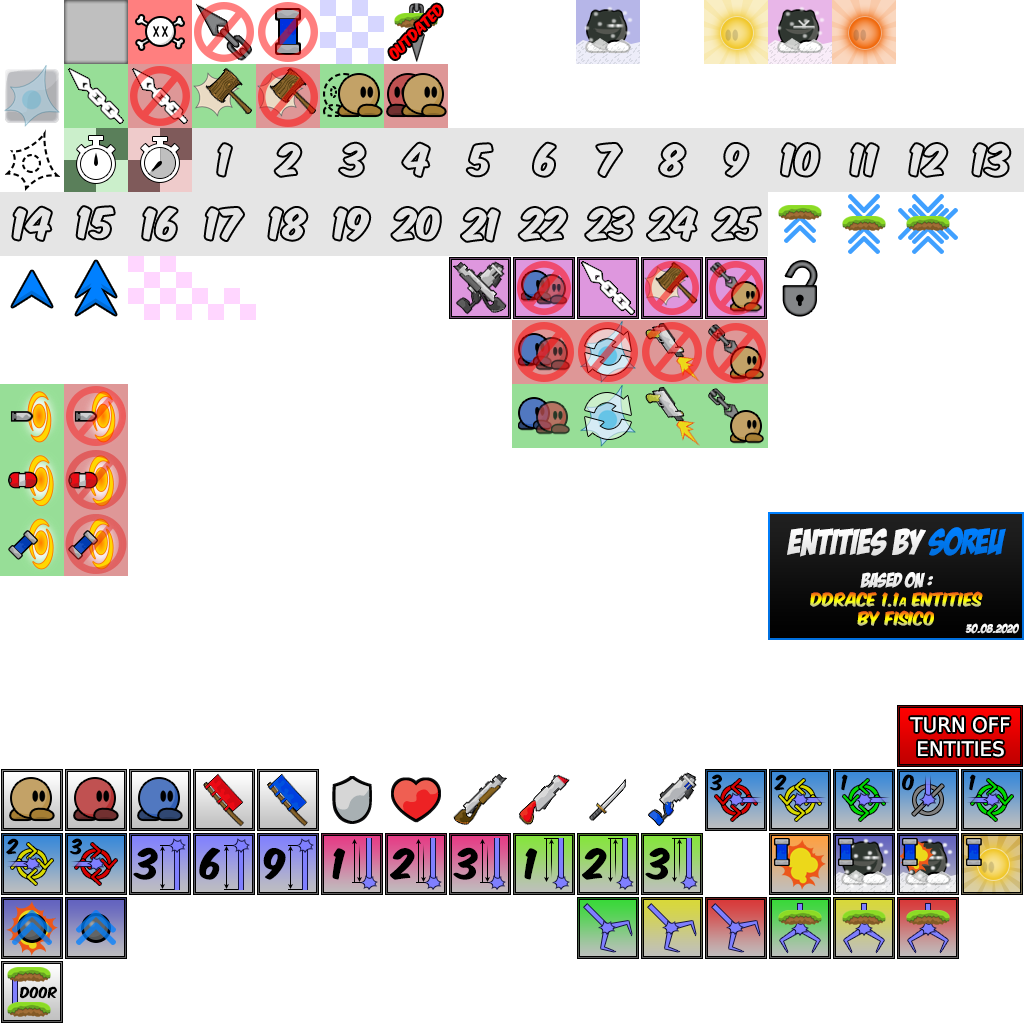 OUTDATED
1 2 3 4 5 6 7 8 9 10 11 12 13
14 15 16 17 18 19 20 21 22 23 24 25
ENTITIES BY SOREU
BASED ON :
DDRACE 1.1A ENTITIES
BY FISICO
30.08.2020
TURN OFF
ENTITIES
3 2 1 0 1
2 3 3 6 9 1 2 3 1 2 3
DOOR